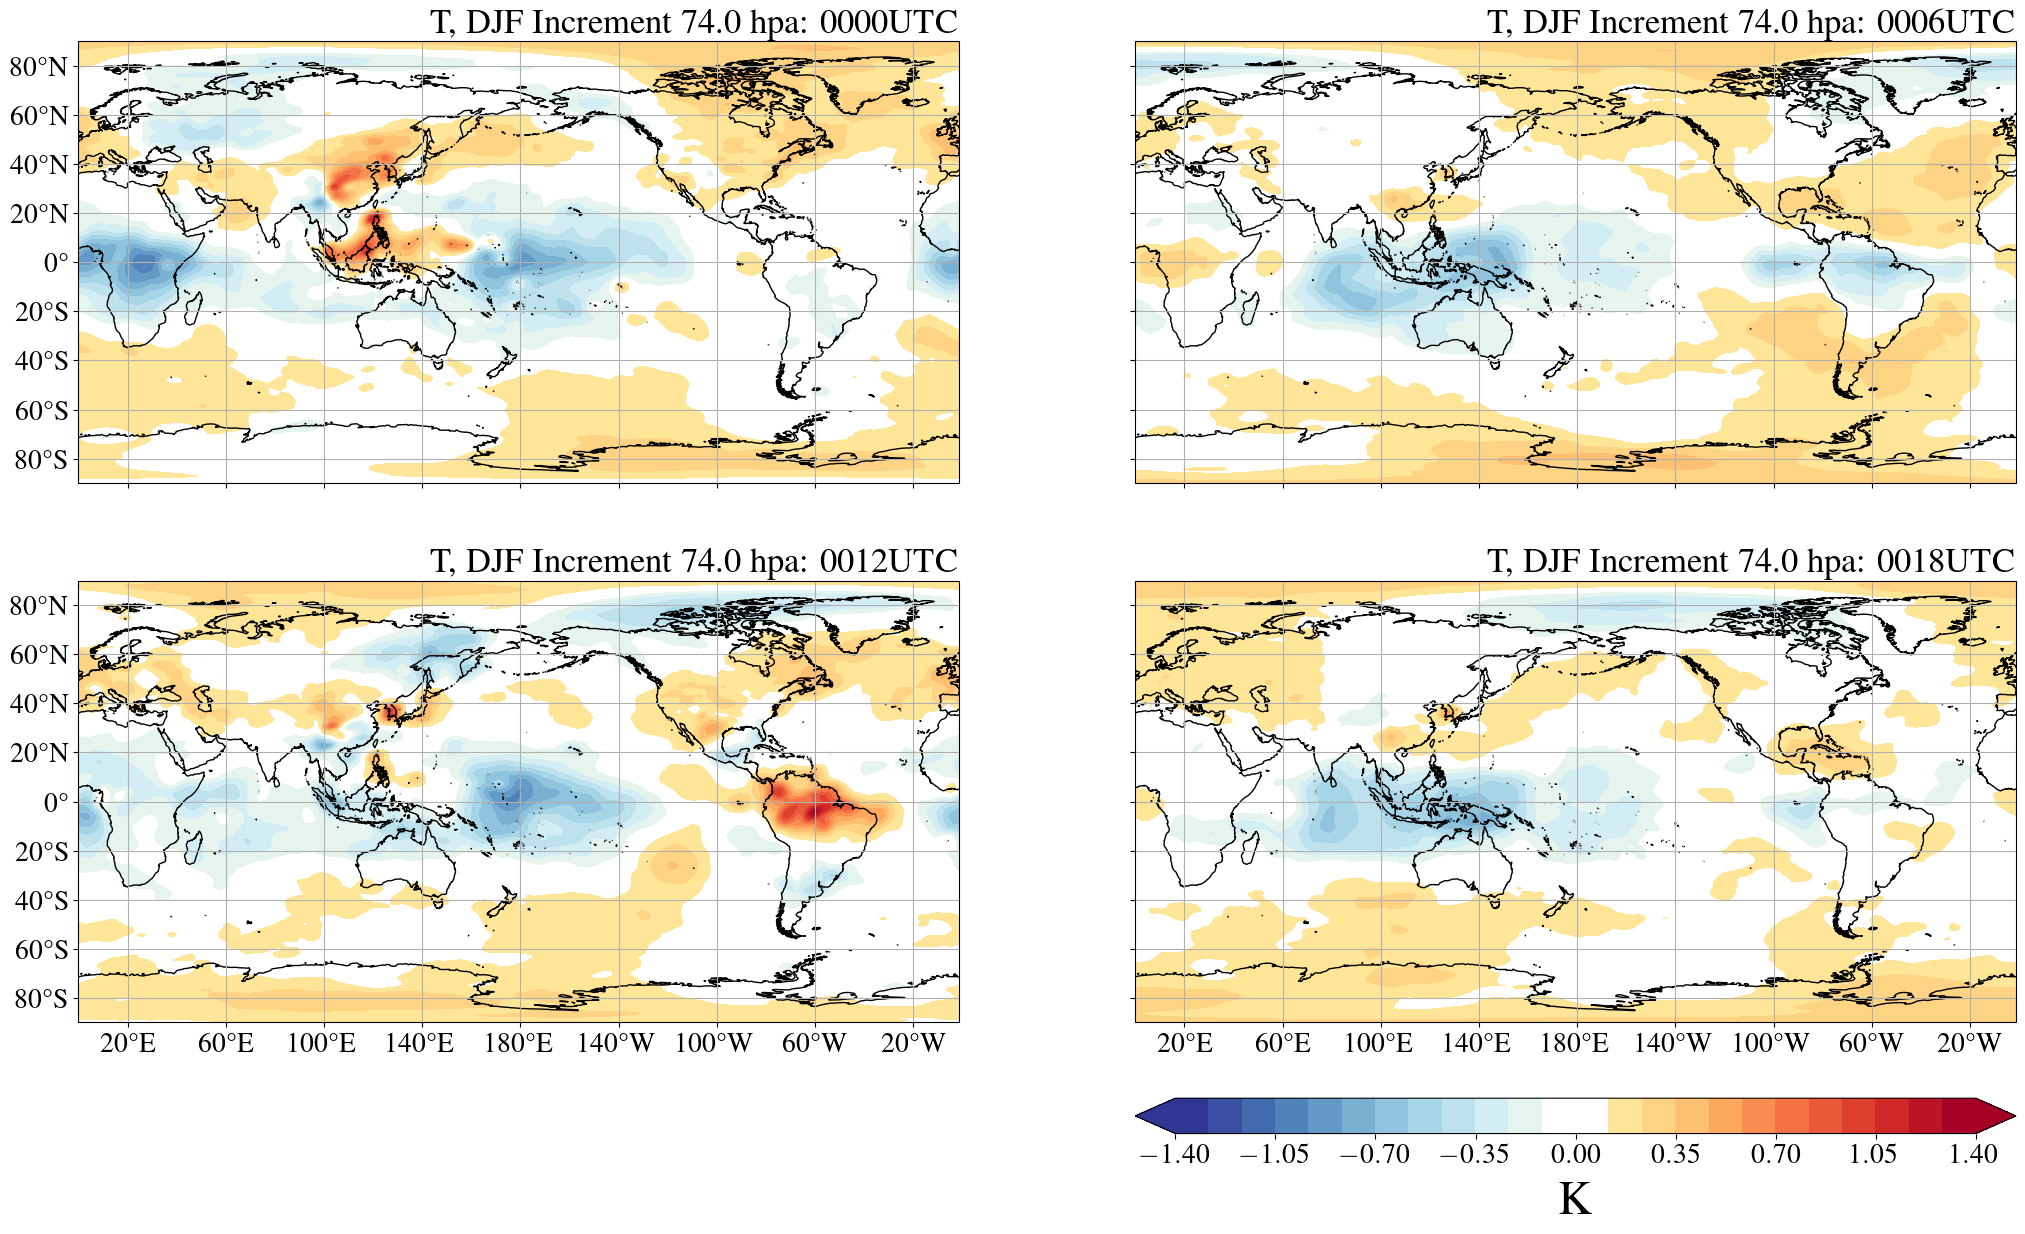 T, DJF Increment 74.0 hpa: 0000UTC
T, DJF Increment 74.0 hpa: 0006UTC
80°N
60°N
40°N
20°N
0°
20°S
40°S
60°S
80°S
T, DJF Increment 74.0 hpa: 0012UTC
T, DJF Increment 74.0 hpa: 0018UTC
80°N
60°N
40°N
20°N
0°
20°S
40°S
60°S
80°S
20°E 60°E 100°E 140°E 180°E 140°W 100°W 60°W 20°W
20°E 60°E 100°E 140°E 180°E 140°W 100°W 60°W 20°W
−1.40 −1.05 −0.70 −0.35 0.00 0.35 0.70 1.05 1.40
K